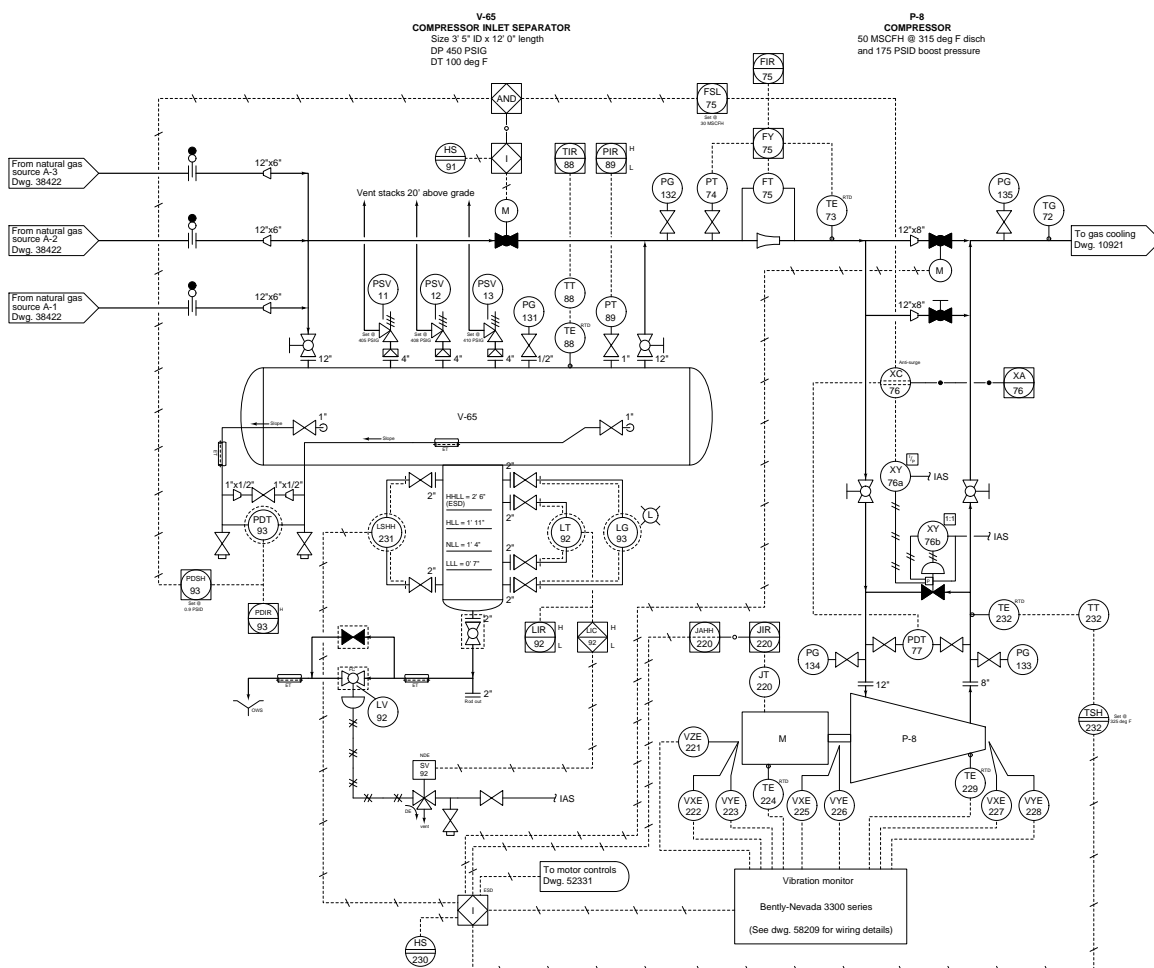 V-65
COMPRESSOR INLET SEPARATOR
Size 3' 5" ID x 12' 0" length
DP 450 PSIG
DT 100 deg F
P-8
COMPRESSOR
50 MSCFH @ 315 deg F disch
and 175 PSID boost pressure
FIR
75
AND
FSL
75
Set @
30 MSCFH
HS
91
I
TIR
88
PIR
89
H
L
FY
75
From natural gas
source A-3
Dwg. 38422
12"x6"
Vent stacks 20' above grade
M
PG
132
PT
74
FT
75
TE
73
RTD
PG
135
TG
72
From natural gas
source A-2
Dwg. 38422
12"x6"
12"x8"
To gas cooling
Dwg. 10921
M
From natural gas
source A-1
Dwg. 38422
12"x6"
PSV
11
PSV
12
PSV
13
TT
88
PG
131
PT
89
12"x8"
Set @
405 PSIG
Set @
408 PSIG
Set @
410 PSIG
TE
88
RTD
12"
4"
4"
4"
1/2"
1"
12"
Anti-surge
XC
76
XA
76
V-65
1"
1"
Slope
Slope
ET
ET
1"x1/2"
1"x1/2"
PDT
93
2"
2"
HHLL = 2' 6"
(ESD)
HLL = 1' 11"
NLL = 1' 4"
LLL = 0' 7"
2"
2"
2"
2"
LSHH
231
LT
92
LG
93
L
XY
76a
I/P
IAS
XY
76b
1:1
IAS
P
PDSH
93
Set @
0.9 PSID
PDIR
93
H
2"
LIR
92
H
L
LIC
92
H
L
JAHH
220
JIR
220
PDT
77
TE
232
RTD
TT
232
PG
134
PG
133
JT
220
12"
8"
ET
FC
ET
2"
Rod out
OWS
LV
92
TSH
232
Set @
325 deg F
VZE
221
M
P-8
NDE
SV
92
DE
vent
IAS
TE
224
RTD
TE
229
RTD
VXE
222
VYE
223
VXE
225
VYE
226
VXE
227
VYE
228
To motor controls
Dwg. 52331
ESD
I
HS
230
Vibration monitor
Bently-Nevada 3300 series
(See dwg. 58209 for wiring details)